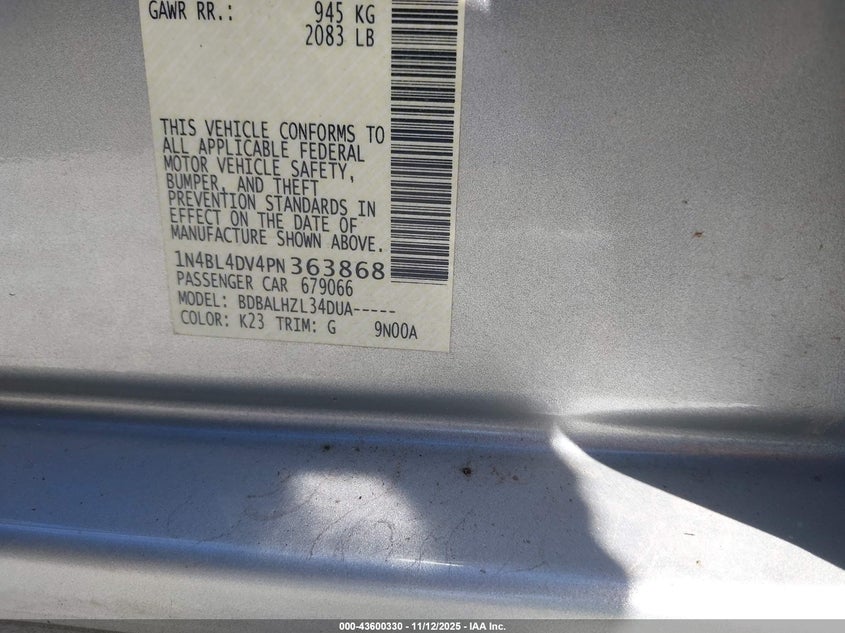 GAWR RR.: 945 KG
2083 LB
THIS VEHICLE CONFORMS TO
ALL APPLICABLE FEDERAL
MOTOR VEHICLE SAFETY,
BUMPER, AND THEFT
PREVENTION STANDARDS IN
EFFECT ON THE DATE OF
MANUFACTURE SHOWN ABOVE.
1N4BL4DV4PN363868
PASSENGER CAR 679066
MODEL: BDBALHZL34DUA-----
COLOR: K23 TRIM: G 9N00A
000-43600330 - 11/12/2025 - IAA Inc.